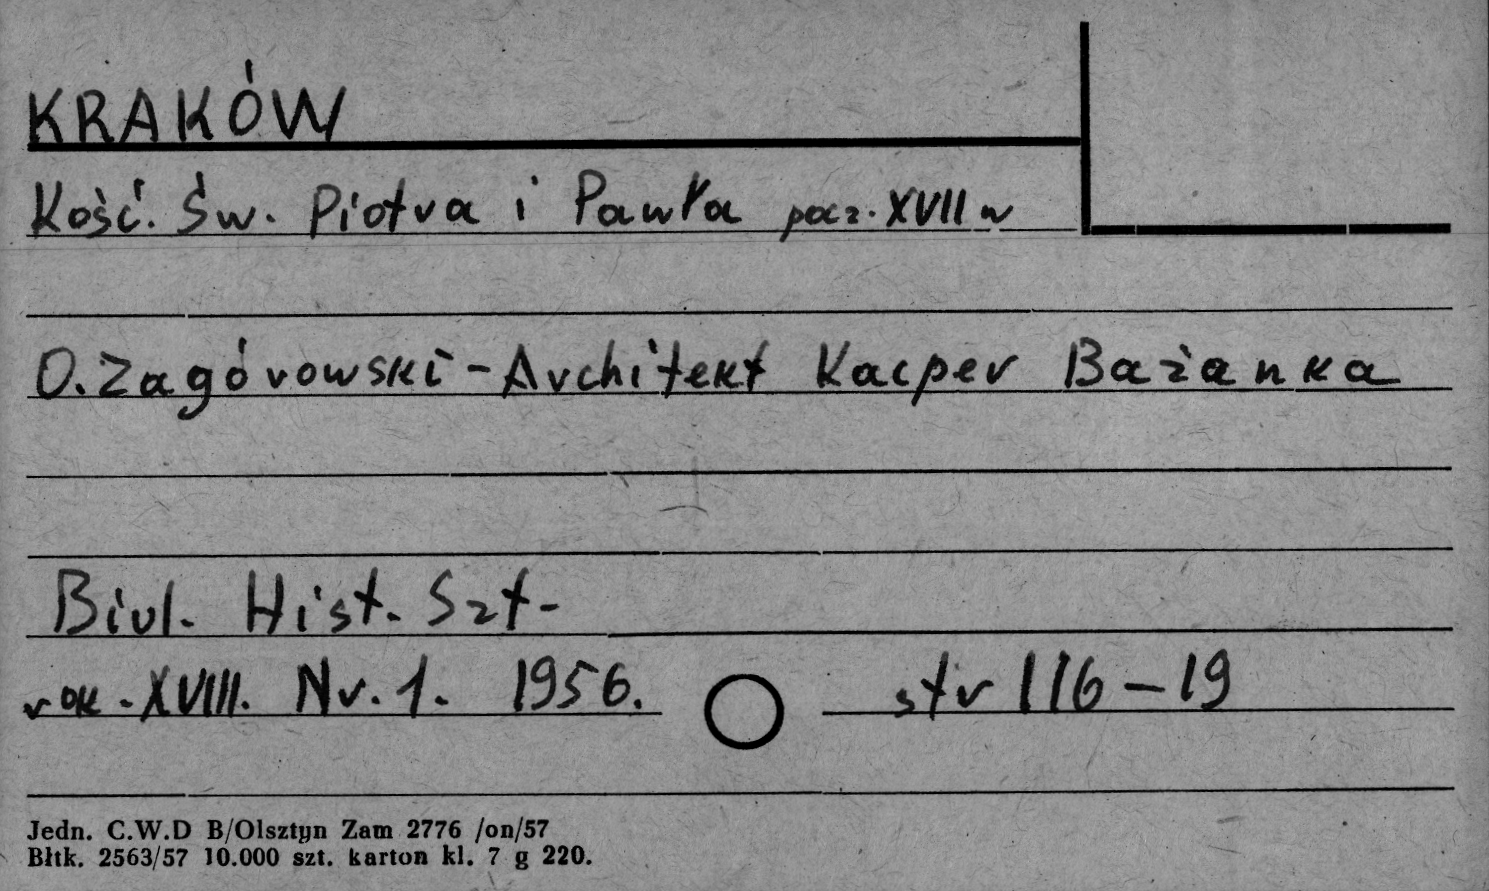 KRAKÓW
Kość. Św. Piotra i Pawła pocz. XVII w
O. Zagórowski - Architekt Kacper Bażanka
Biul. Hist. Szt-
rok. XVIII. Nr. 1. 1956. str 116-19
Jedn. C.W.D B/Olsztyn Zam 2776 /on/57
Błtk. 2563/57 10.000 szt. karton kl. 7 g 220.